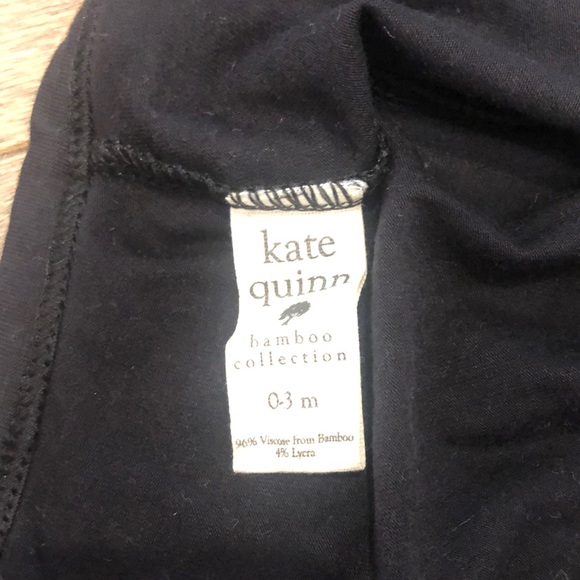 kate
quinn
bamboo
collection
0-3 m
96% Viscose from Bamboo
4% Lycra